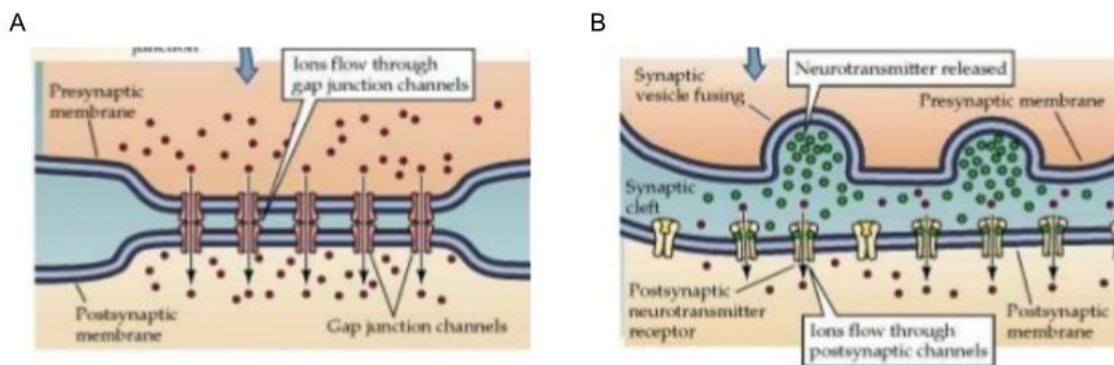 A
junction
Ions flow through
gap junction channels
Presynaptic
membrane
Postsynaptic
membrane
Gap junction channels
B
Neurotransmitter released
Synaptic
vesicle fusing
Presynaptic membrane
Synaptic
cleft
Postsynaptic
neurotransmitter
receptor
Ions flow through
postsynaptic channels
Postsynaptic
membrane